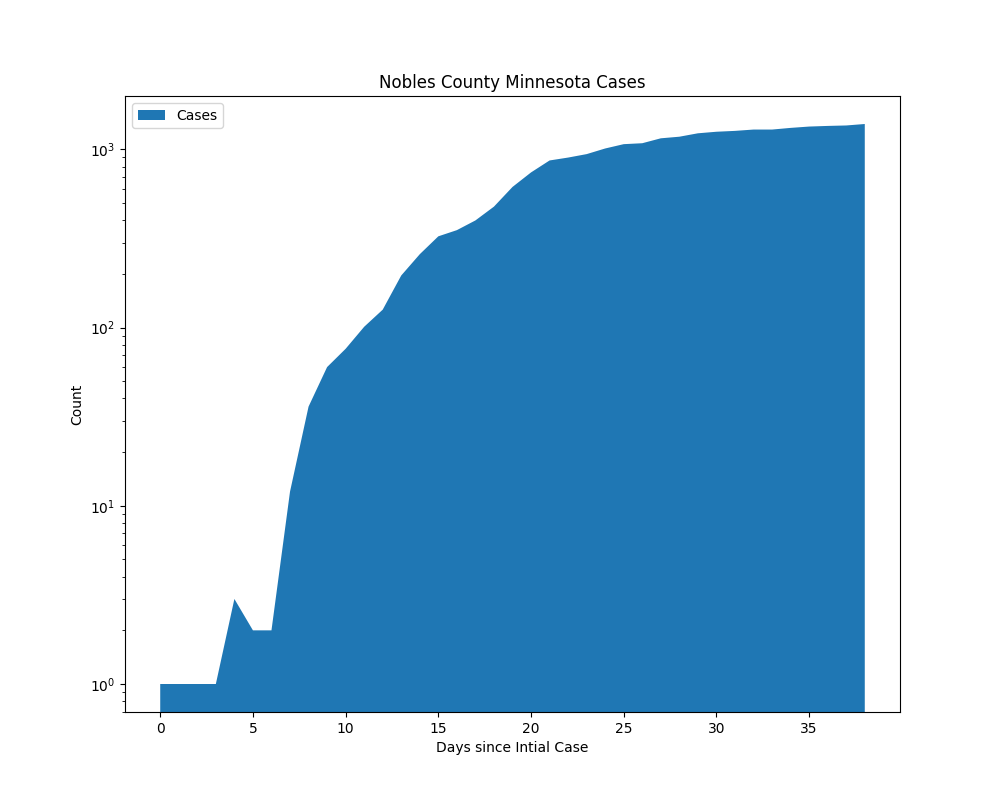 Nobles County Minnesota Cases
Cases
10³
10²
10¹
10⁰
Count
0 5 10 15 20 25 30 35
Days since Intial Case